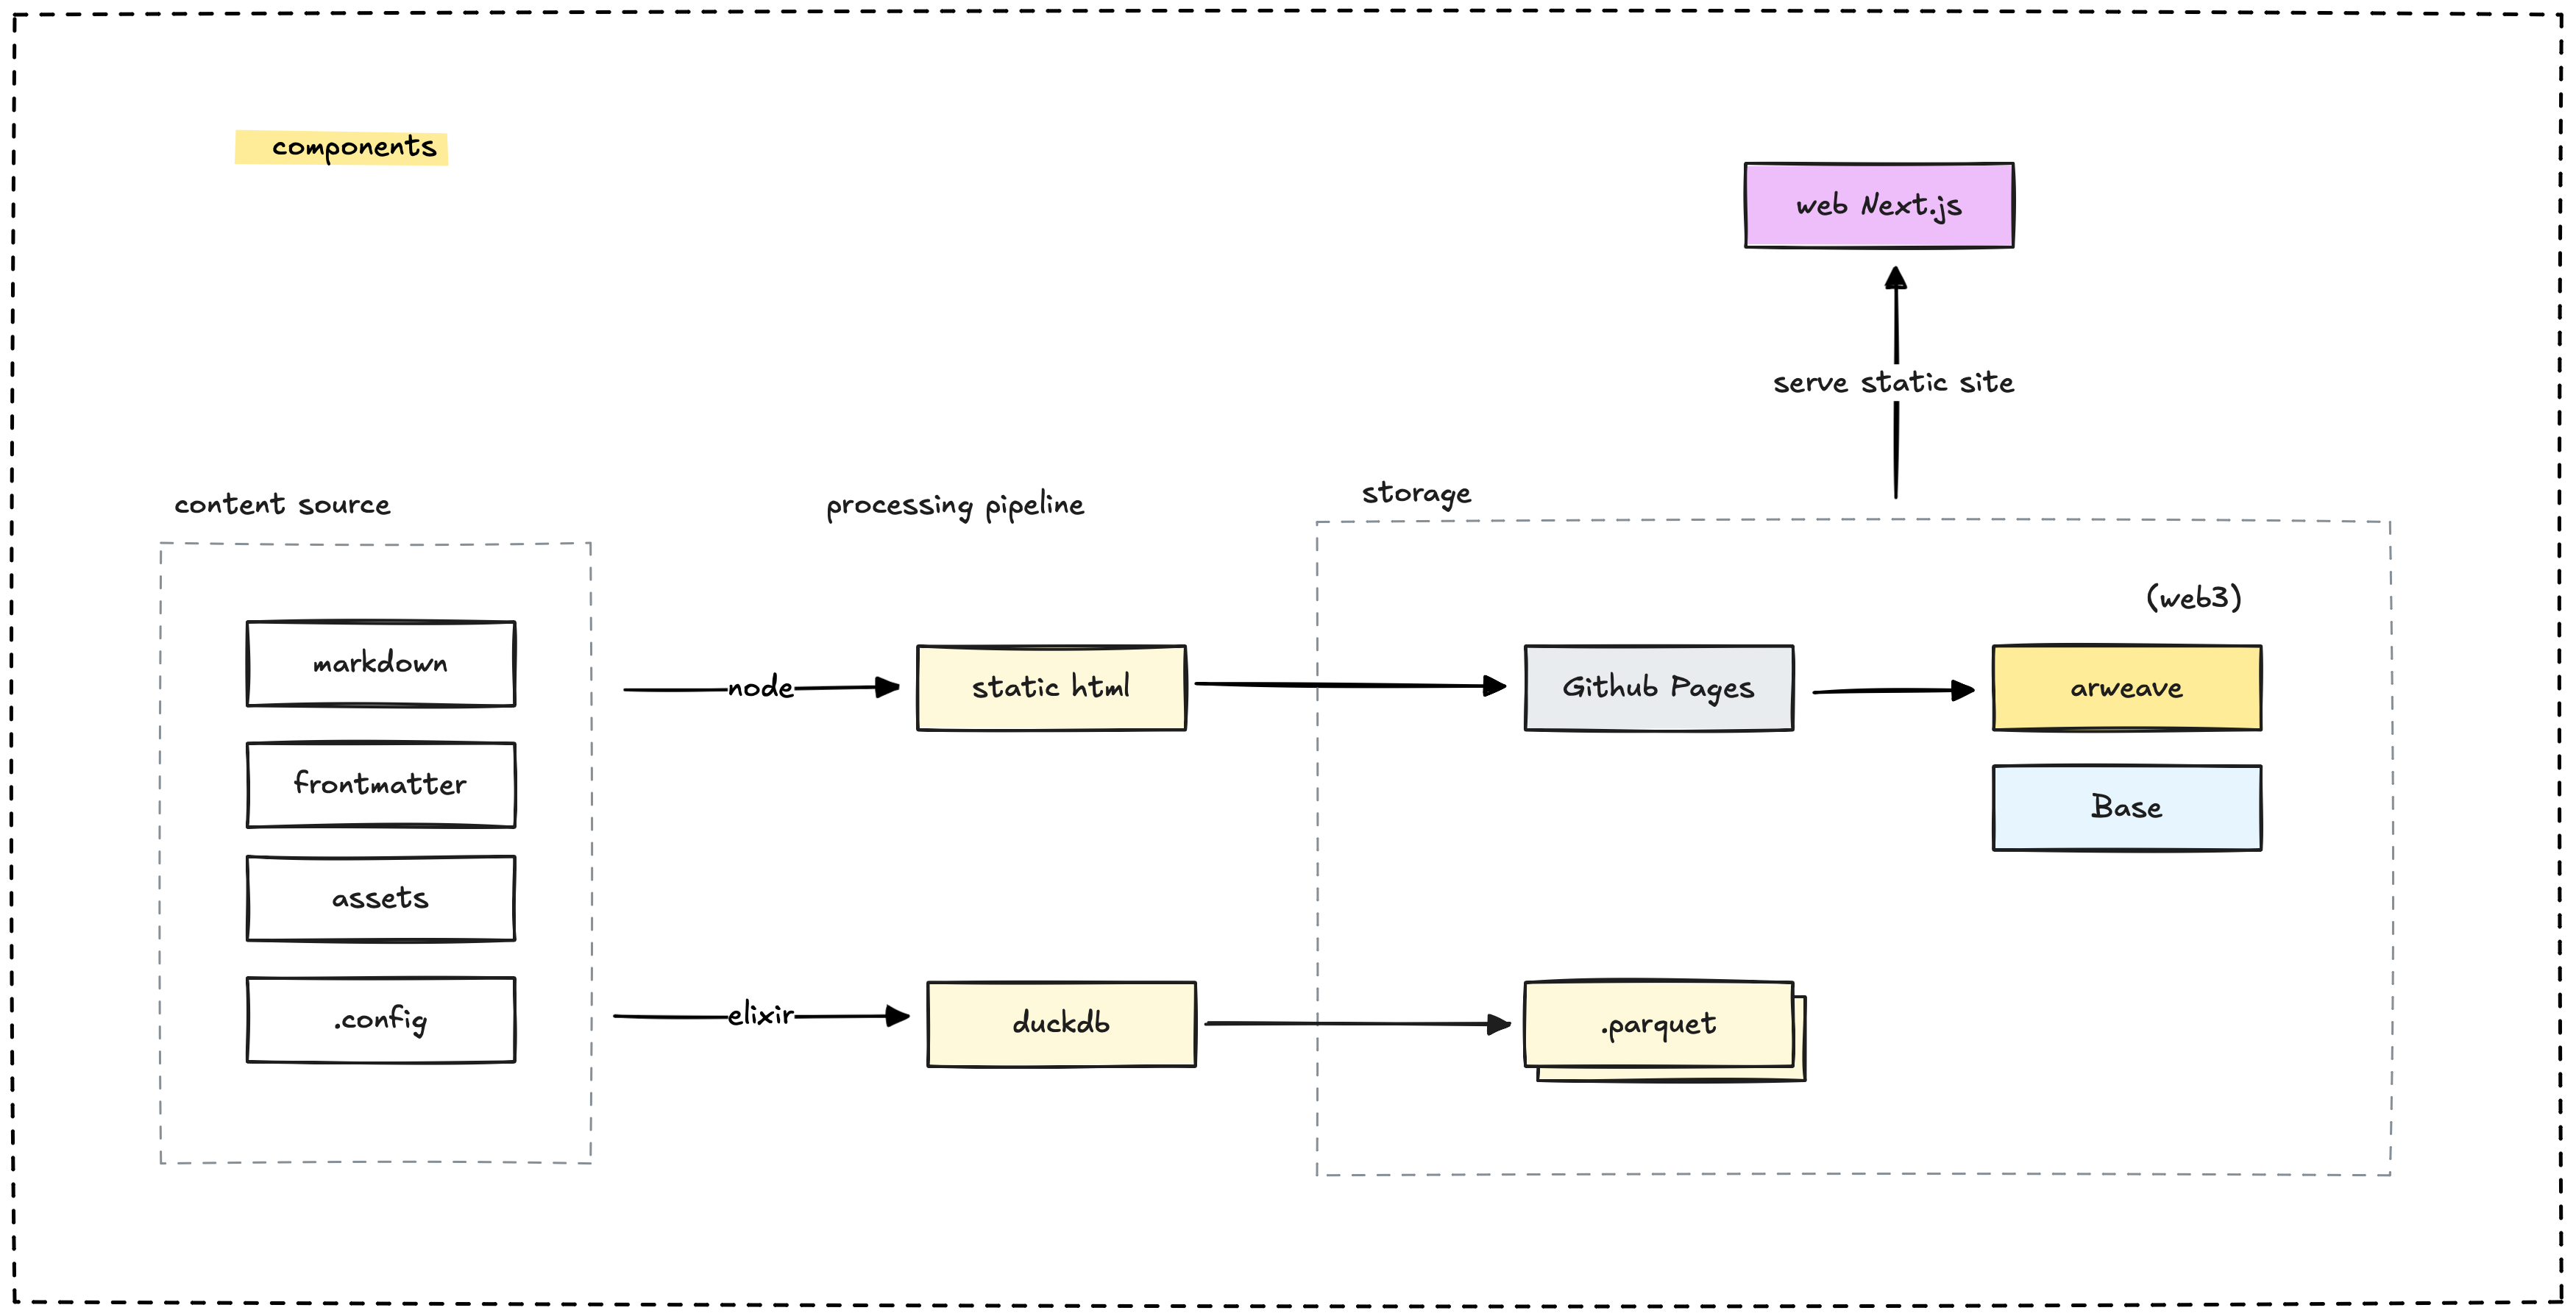 components
web Next.js
serve static site
content source
processing pipeline
storage
markdown
frontmatter
assets
.config
node
static html
elixir
duckdb
(web3)
Github Pages
arweave
Base
.parquet